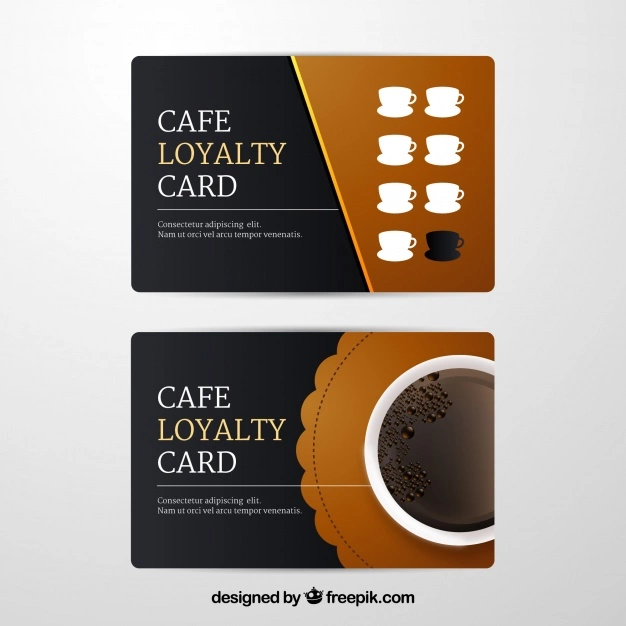 CAFE
LOYALTY
CARD
Consectetur adipiscing elit.
Nam ut orci vel arcu tempor venenatis.
CAFE
LOYALTY
CARD
Consectetur adipiscing elit.
Nam ut orci vel arcu tempor venenatis.
designed by freepik.com